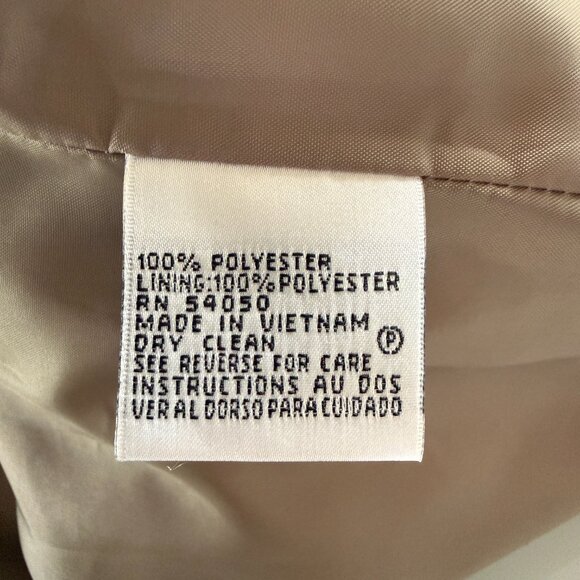 100% POLYESTER
LINING:100%POLYESTER
RN 54050
MADE IN VIETNAM
DRY CLEAN Ⓟ
SEE REVERSE FOR CARE
INSTRUCTIONS AU DOS
VER AL DORSO PARA CUIDADO